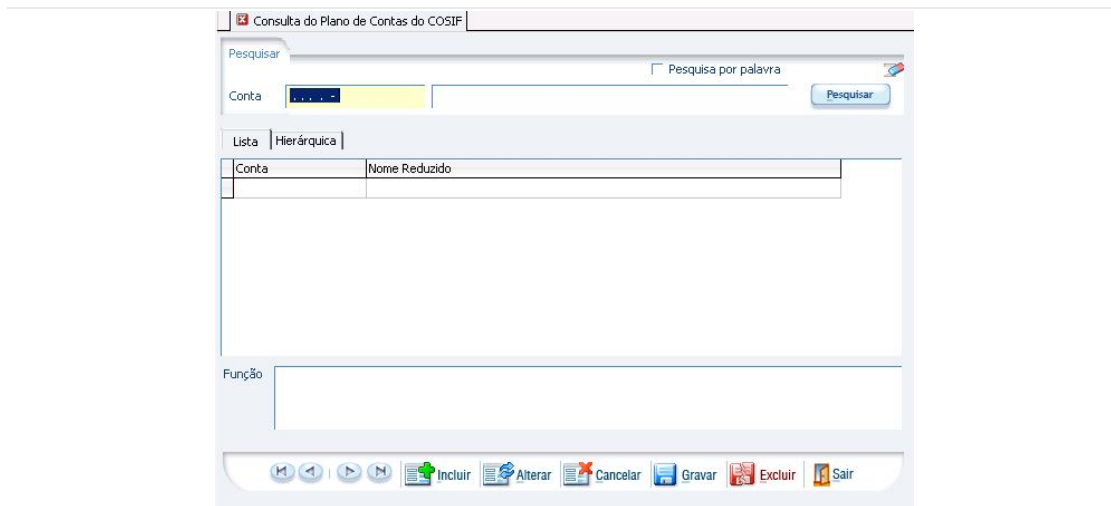 Consulta do Plano de Contas do COSIF
Pesquisar
Pesquisa por palavra
Conta . . . . - Pesquisar
Lista Hierárquica
Conta Nome Reduzido
Função
Incluir Alterar Cancelar Gravar Excluir Sair